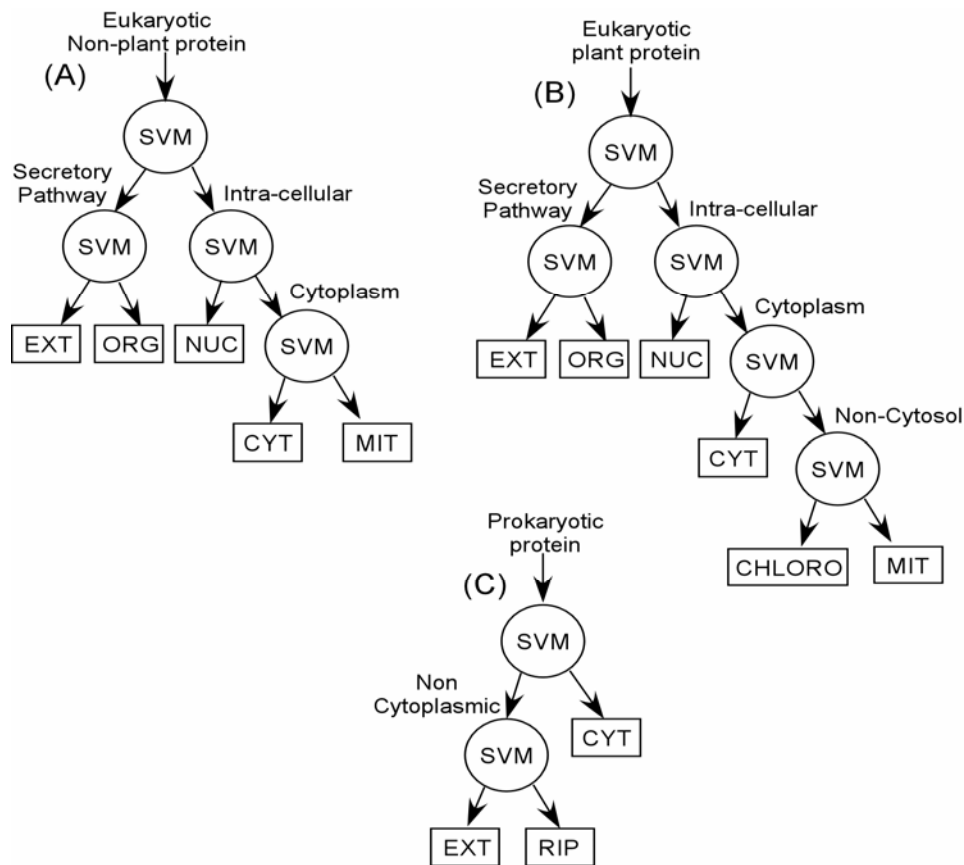 Eukaryotic
Non-plant protein
(A)
SVM
Secretory
Pathway
Intra-cellular
SVM
SVM
Cytoplasm
EXT
ORG
NUC
SVM
CYT
MIT
Eukaryotic
plant protein
(B)
SVM
Secretory
Pathway
Intra-cellular
SVM
SVM
Cytoplasm
EXT
ORG
NUC
SVM
Non-Cytosol
CYT
SVM
CHLORO
MIT
Prokaryotic
protein
(C)
SVM
Non
Cytoplasmic
CYT
SVM
EXT
RIP